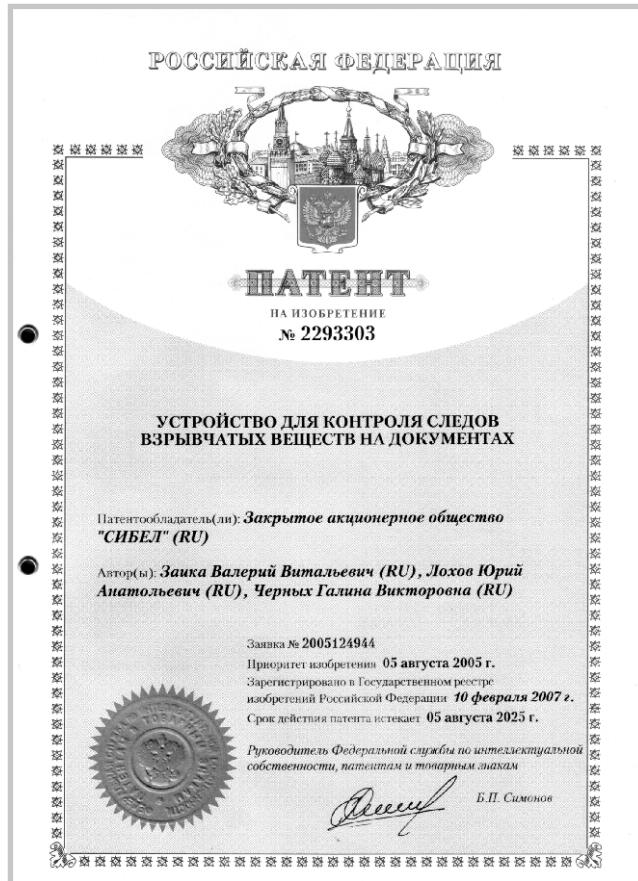 РОССИЙСКАЯ ФЕДЕРАЦИЯ
ПАТЕНТ
НА ИЗОБРЕТЕНИЕ
№ 2293303
УСТРОЙСТВО ДЛЯ КОНТРОЛЯ СЛЕДОВ
ВЗРЫВЧАТЫХ ВЕЩЕСТВ НА ДОКУМЕНТАХ
Патентообладатель(ли): Закрытое акционерное общество
"СИБЕЛ" (RU)
Автор(ы): Заика Валерий Витальевич (RU), Лохов Юрий
Анатольевич (RU), Черных Галина Викторовна (RU)
Заявка № 2005124944
Приоритет изобретения 05 августа 2005 г.
Зарегистрировано в Государственном реестре
изобретений Российской Федерации 10 февраля 2007 г.
Срок действия патента истекает 05 августа 2025 г.
Руководитель Федеральной службы по интеллектуальной
собственности, патентам и товарным знакам
Б.П. Симонов